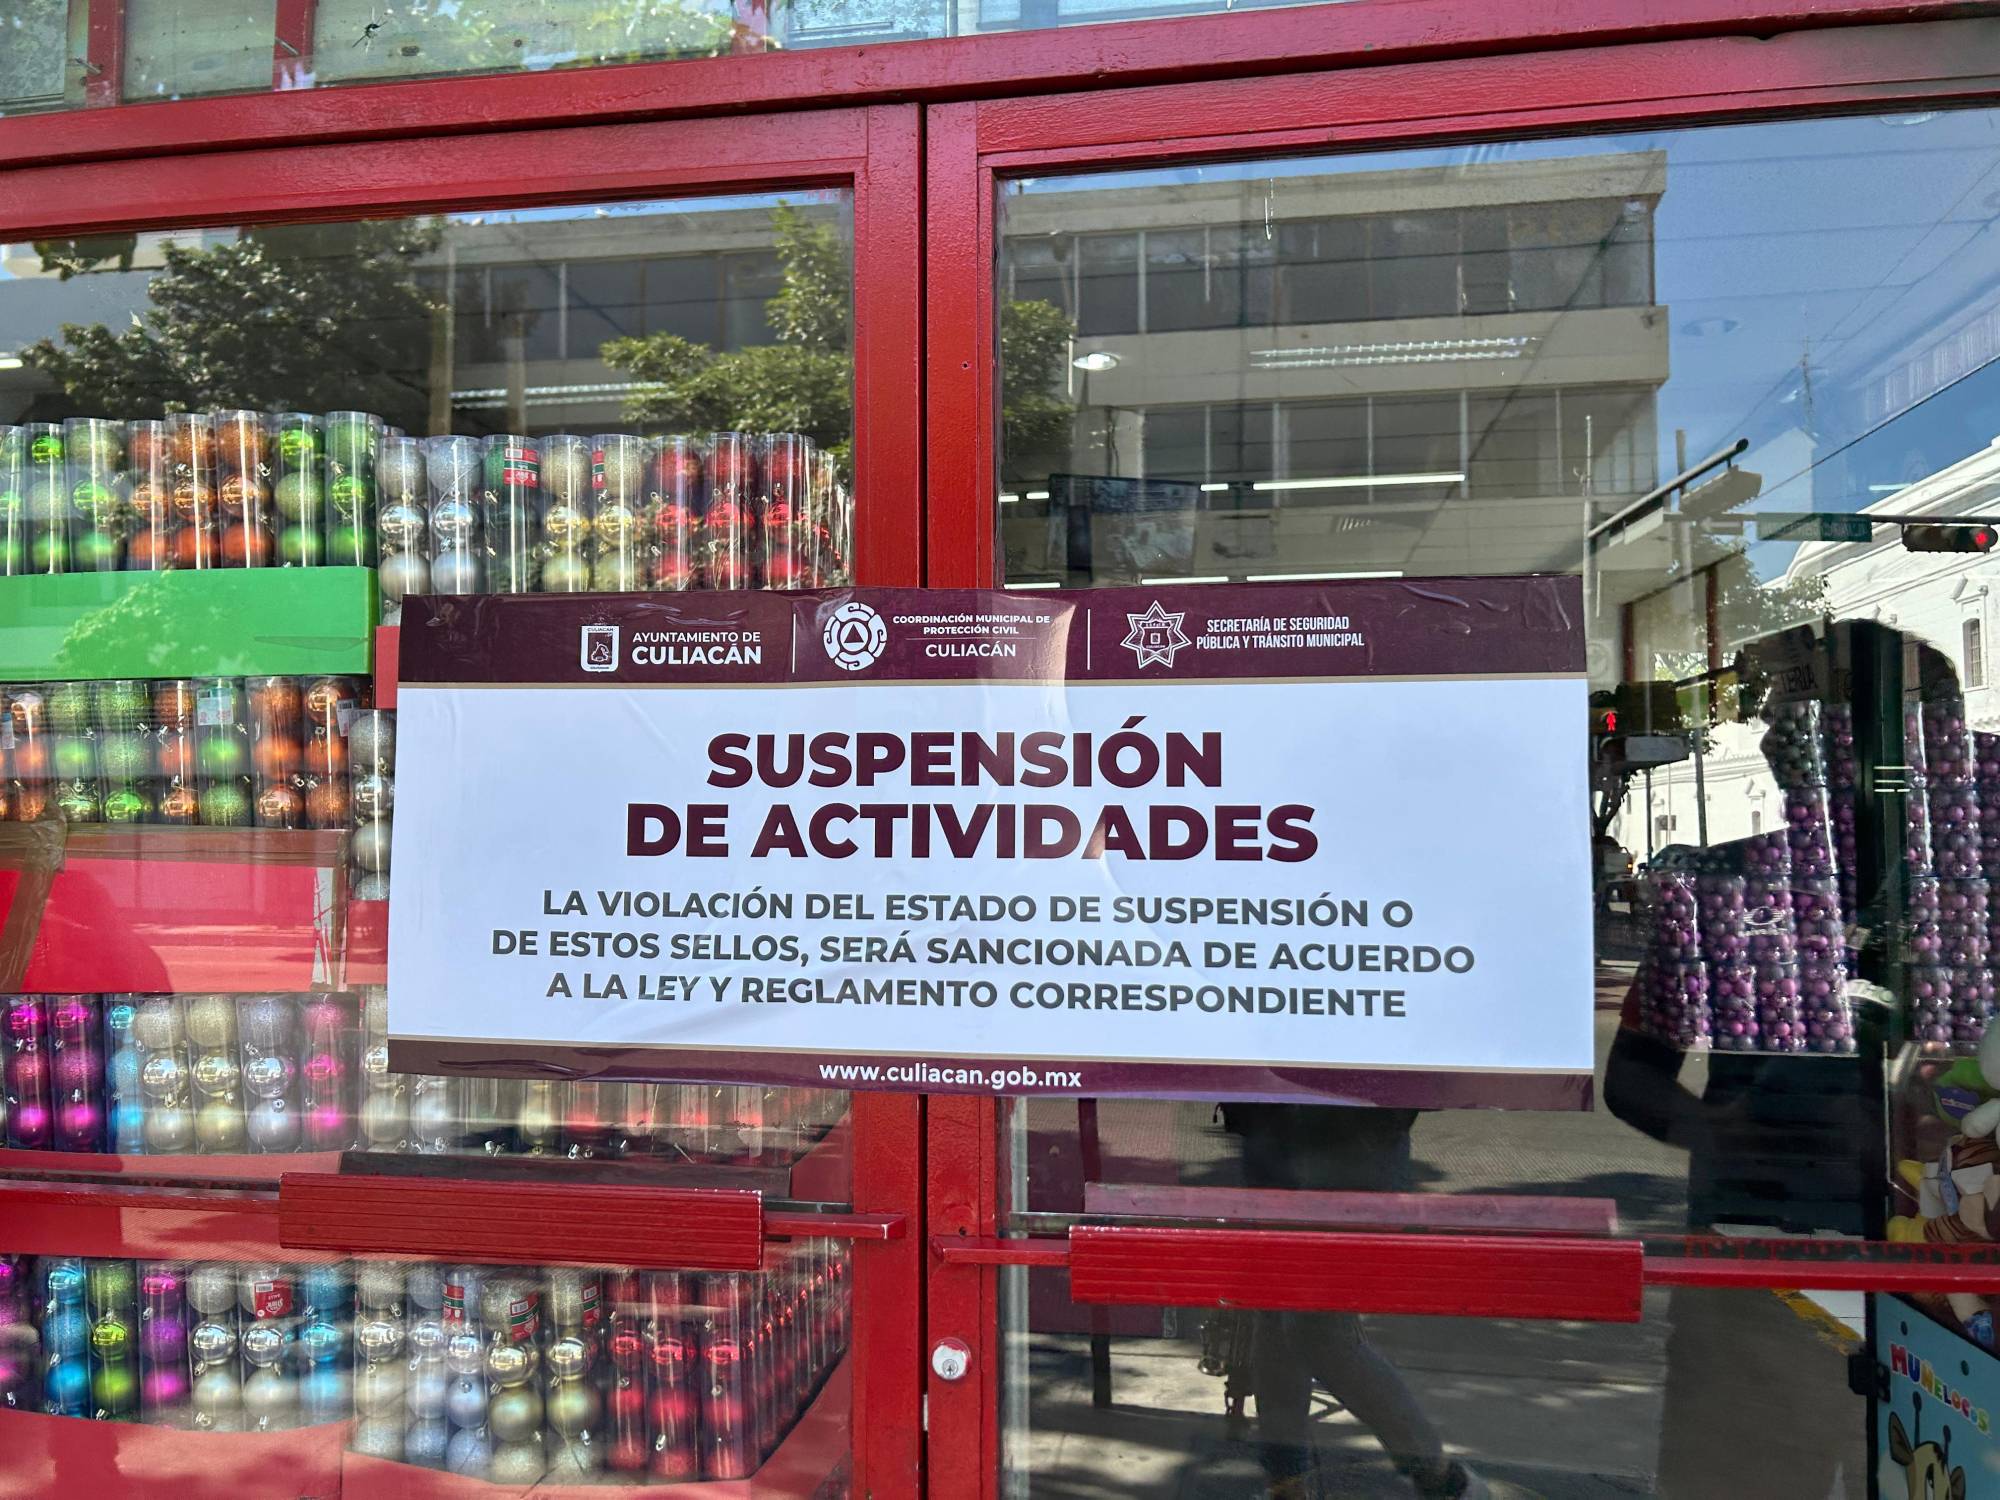 AYUNTAMIENTO DE
CULIACÁN
COORDINACIÓN MUNICIPAL DE
PROTECCIÓN CIVIL
CULIACÁN
SECRETARÍA DE SEGURIDAD
PÚBLICA Y TRÁNSITO MUNICIPAL
SUSPENSIÓN
DE ACTIVIDADES
LA VIOLACIÓN DEL ESTADO DE SUSPENSIÓN O
DE ESTOS SELLOS, SERÁ SANCIONADA DE ACUERDO
A LA LEY Y REGLAMENTO CORRESPONDIENTE
www.culiacan.gob.mx
MUÑELOCOS